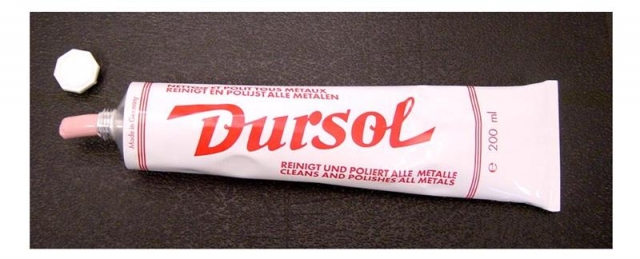 NETTOIE ET POLIT TOUS METAUX
REINIGT EN POLIJST ALLE METALEN
Made in Germany
Dursol
REINIGT UND POLIERT ALLE METALLE
CLEANS AND POLISHES ALL METALS
e 200 ml